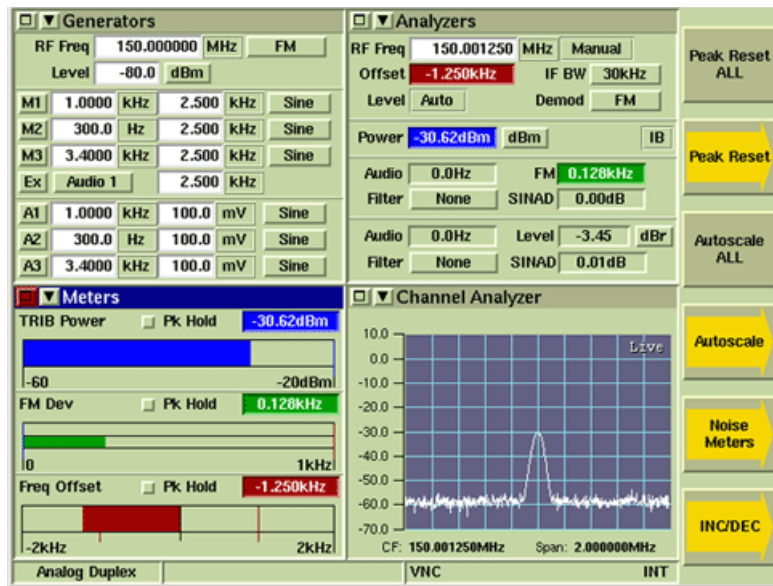 Generators
RF Freq 150.000000 MHz FM
Level -80.0 dBm
M1 1.0000 kHz 2.500 kHz Sine
M2 300.0 Hz 2.500 kHz Sine
M3 3.4000 kHz 2.500 kHz Sine
Ex Audio 1 2.500 kHz
A1 1.0000 kHz 100.0 mV Sine
A2 300.0 Hz 100.0 mV Sine
A3 3.4000 kHz 100.0 mV Sine
Analyzers
RF Freq 150.001250 MHz Manual
Offset -1.250kHz IF BW 30kHz
Level Auto Demod FM
Power -30.62dBm dBm IB
Audio 0.0Hz FM 0.128kHz
Filter None SINAD 0.00dB
Audio 0.0Hz Level -3.45 dBr
Filter None SINAD 0.01dB
Meters
TRIB Power Pk Hold -30.62dBm
-60 -20dBm
FM Dev Pk Hold 0.128kHz
0 1kHz
Freq Offset Pk Hold -1.250kHz
-2kHz 2kHz
Channel Analyzer
Live
10.0
0.0
-10.0
-20.0
-30.0
-40.0
-50.0
-60.0
-70.0
CF: 150.001250MHz Span: 2.000000MHz
Analog Duplex VNC INT
Peak Reset
ALL
Peak Reset
Autoscale
ALL
Autoscale
Noise
Meters
INC/DEC